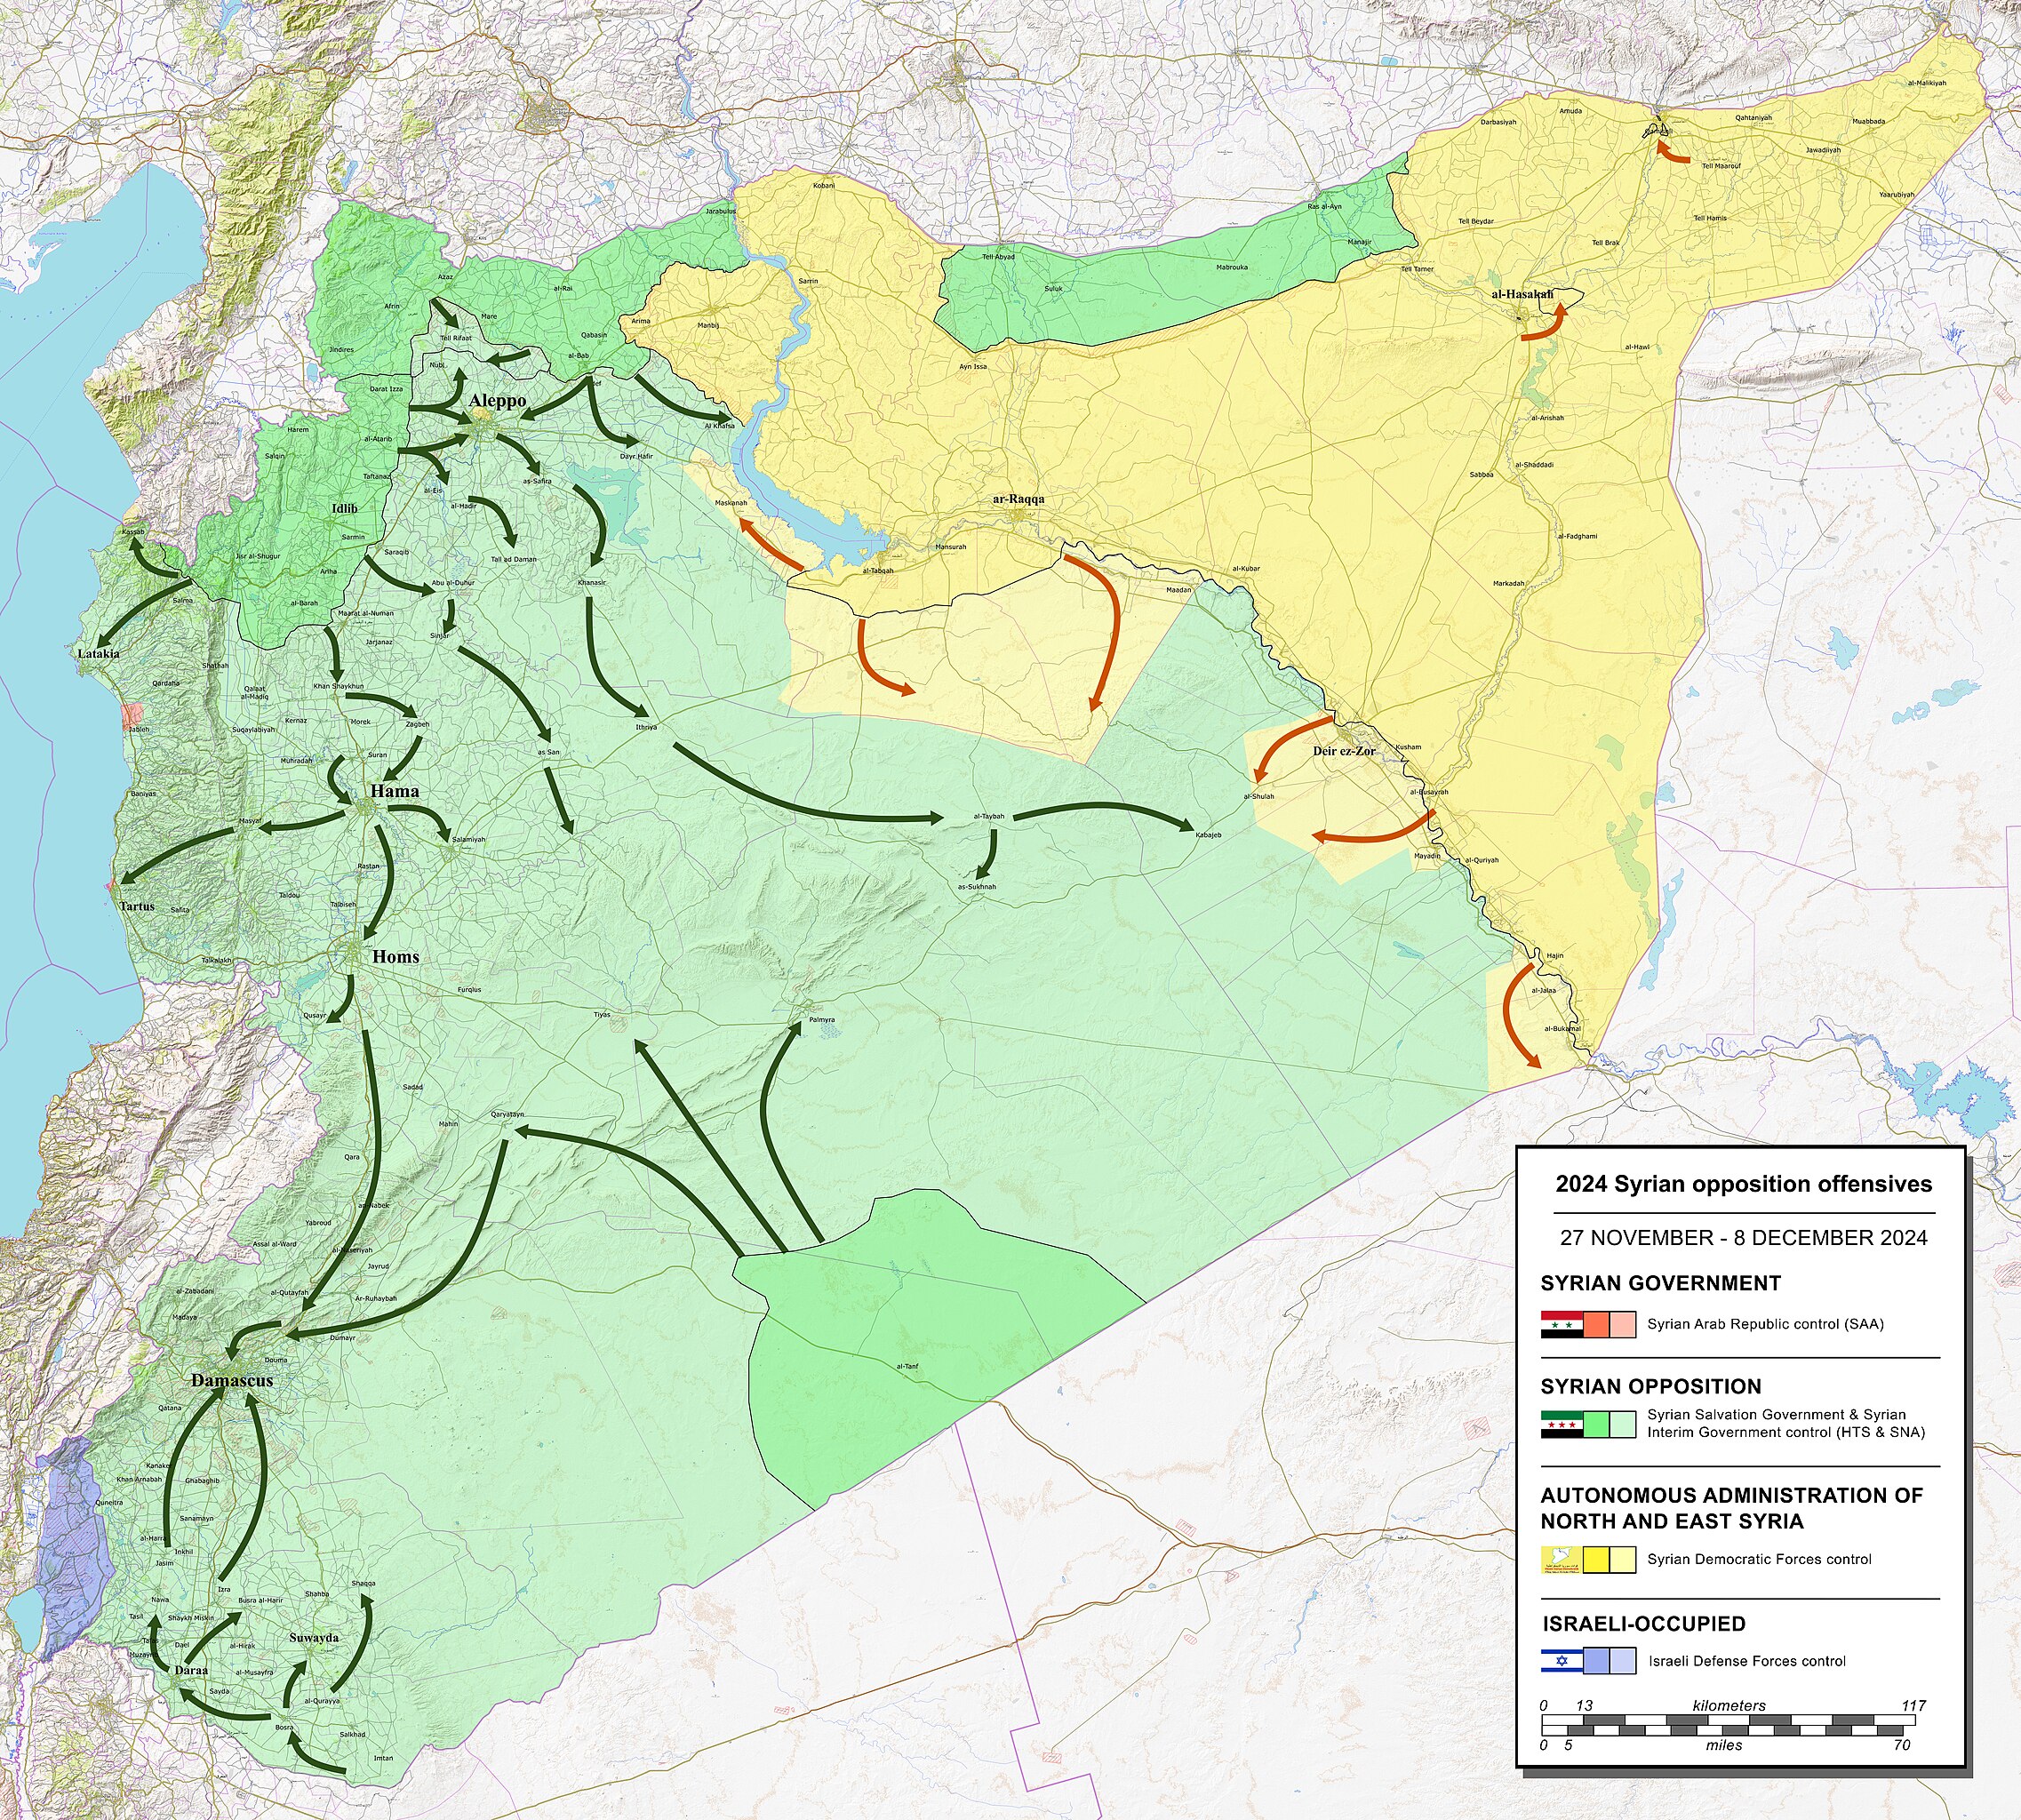 al-Malikiyah
Amuda
Qahtaniyah
Muabbada
Darbasiyah
Jawadiyah
Tell Maarouf
Kobani
Yaarubiyah
Ras al-Ayn
Jarabulus
Tell Hamis
Tell Beydar
Manajir
Tell Brak
Tell Abyad
Mabrouka
Tell Tamer
Azaz
Sarrin
al-Rai
Suluk
al-Hasakah
Afrin
Mare
Arima
Manbij
Qabasin
Tell Rifaat
Jindires
al-Hawl
al-Bab
Nubl
Ayn Issa
Darat Izza
Aleppo
al-Arishah
Al Khafsa
Harem
al-Atarib
Salqin
Dayr Hafir
al-Shaddadi
Taftanaz
Sabbaa
as-Safira
al-Eis
ar-Raqqa
Maskanah
al-Hadir
Idlib
Kassab
Sarmin
al-Fadghami
Mansurah
Saraqib
Jisr al-Shugur
Tall ad Daman
al-Tabqah
al-Kubar
Ariha
Abu al-Duhur
Khanasir
Markadah
Maadan
Salma
al-Barah
Maarat al-Numan
Sinjar
Jarjanaz
Latakia
Shathah
Qardaha
Khan Shaykhun
Qalaat
al-Madiq
Kernaz
Morek
Zagbeh
Ithriya
Jableh
Suqaylabiyah
Kusham
Deir ez-Zor
as San
Suran
Muhradah
Hama
Baniyas
al-Busayrah
al-Shulah
al-Taybah
Masyaf
Kabajeb
Salamiyah
Mayadin
al-Quriyah
Rastan
as-Sukhnah
Taldou
Talbiseh
Tartus
Safita
Homs
Hajin
Talkalakh
Furqlus
al-Jalaa
Qusayr
Tiyas
Palmyra
al-Bukamal
Sadad
Qaryatayn
Mahin
Qara
an-Nabek
Yabroud
Assal al-Ward
al-Naseriyah
Jayrud
al-Zabadani
al-Qutayfah
Ar-Ruhaybah
Madaya
Dumayr
Douma
al-Tanf
Damascus
Qatana
Kanaker
Khan Arnabah
Ghabaghib
Quneitra
Sanamayn
al-Harra
Inkhil
Jasim
Shaqqa
Izra
Shahba
Nawa
Busra al-Harir
Tasil
Shaykh Miskin
Suwayda
Dael
al-Hirak
Daraa
al-Musayfra
Sayda
al-Qurayya
Bosra
Salkhad
Imtan
2024 Syrian opposition offensives
27 NOVEMBER - 8 DECEMBER 2024
SYRIAN GOVERNMENT
Syrian Arab Republic control (SAA)
SYRIAN OPPOSITION
Syrian Salvation Government & Syrian
Interim Government control (HTS & SNA)
AUTONOMOUS ADMINISTRATION OF
NORTH AND EAST SYRIA
Syrian Democratic Forces control
ISRAELI-OCCUPIED
Israeli Defense Forces control
0 13 kilometers 117
0 5 miles 70